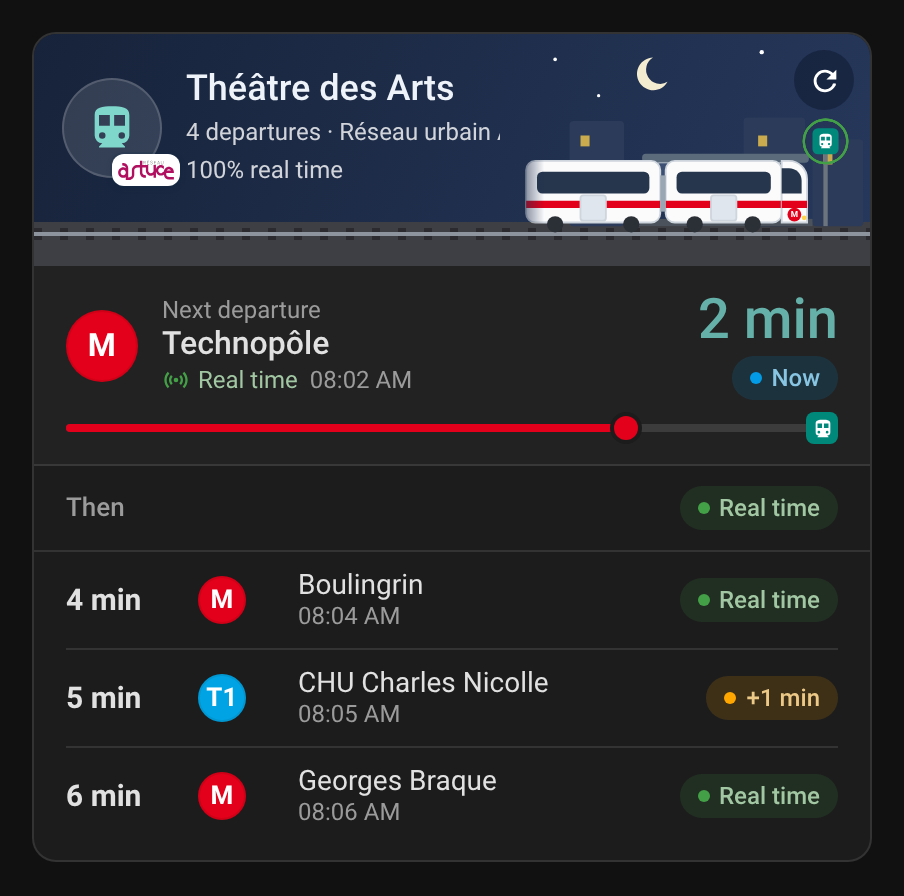 Théâtre des Arts
4 departures · Réseau urbain
RÉSEAU
astuce
100% real time
M
M
Next departure
Technopôle
Real time 08:02 AM
2 min
Now
Then
Real time
4 min
M
Boulingrin
08:04 AM
Real time
5 min
T1
CHU Charles Nicolle
08:05 AM
+1 min
6 min
M
Georges Braque
08:06 AM
Real time